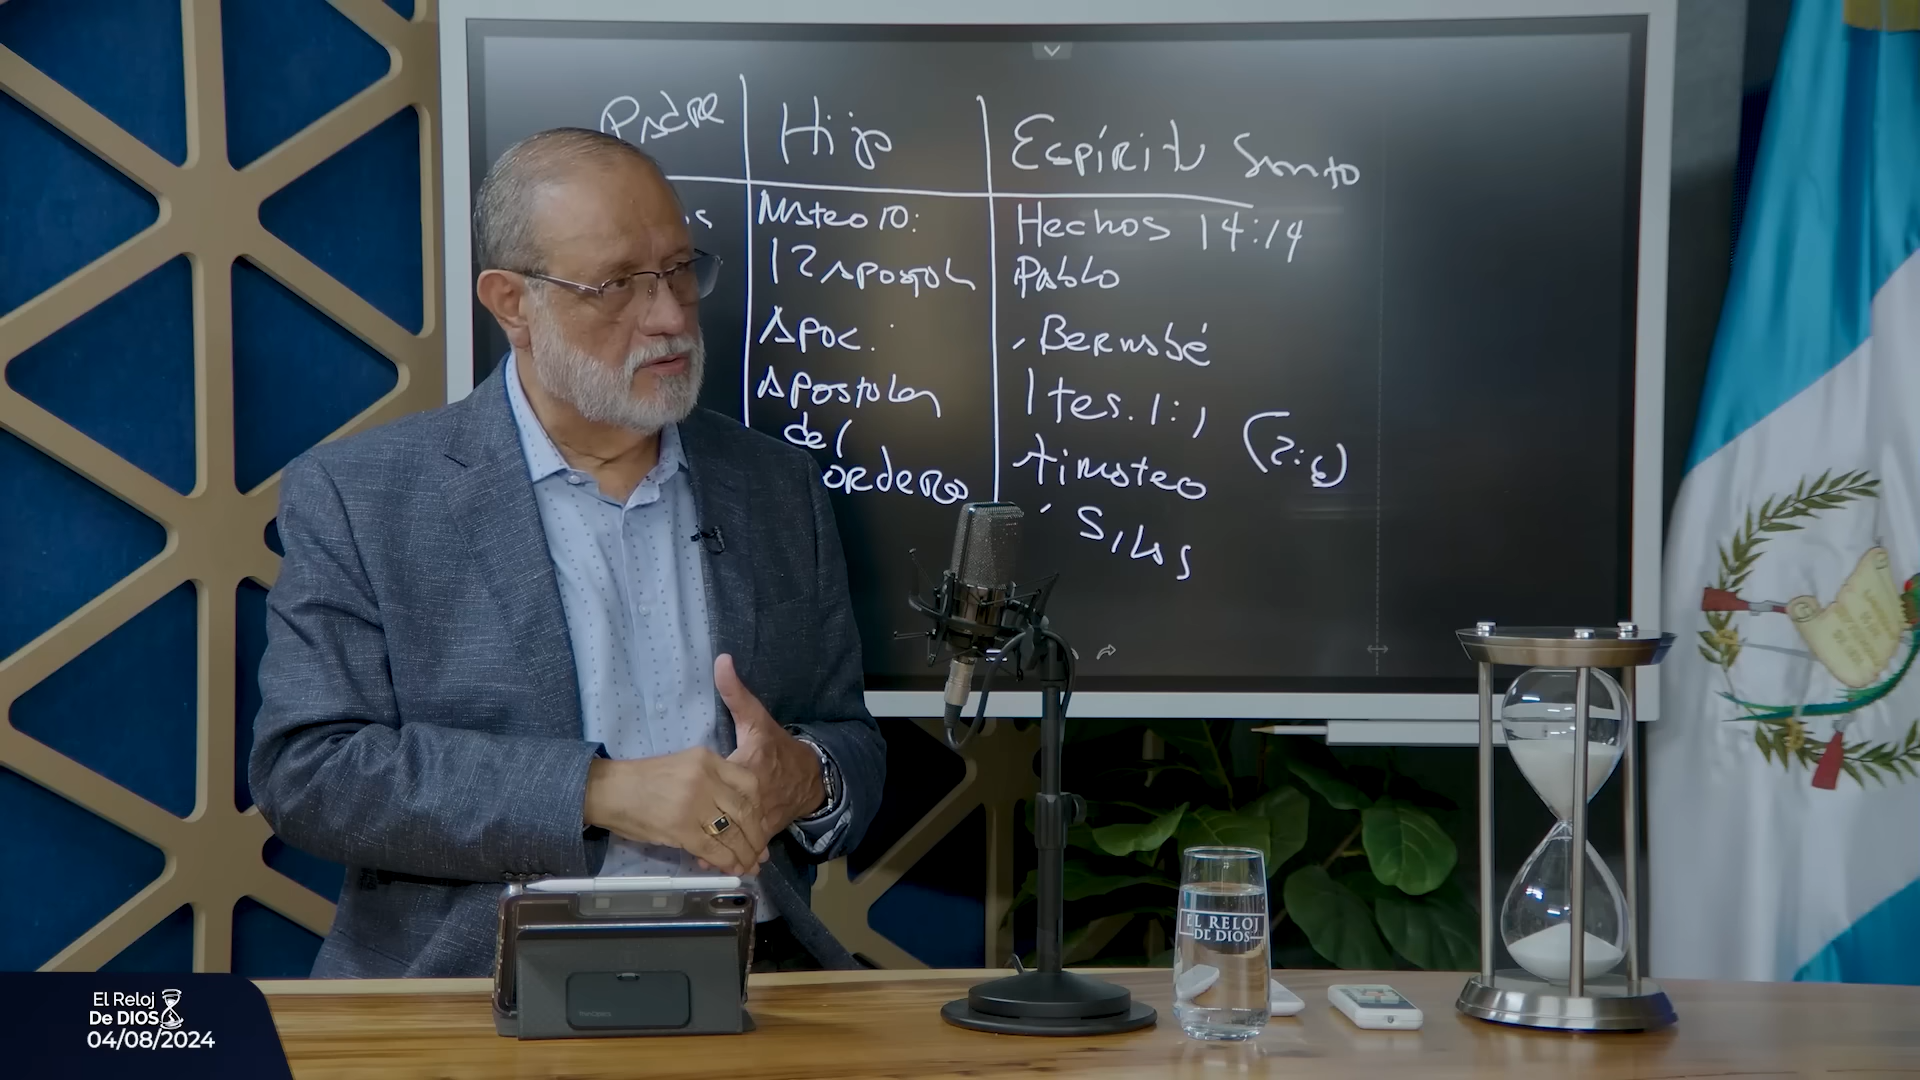 Padre
Hijo
Espíritu Santo
Mateo 10:
12 Apostol
Apoc.:
Apostoles
del
ordero
Hechos 14:14
Pablo
Bernabé
1 tes. 1:1 (2:6)
timoteo
Silas
EL RELOJ
DE DIOS
El Reloj
De DIOS
04/08/2024